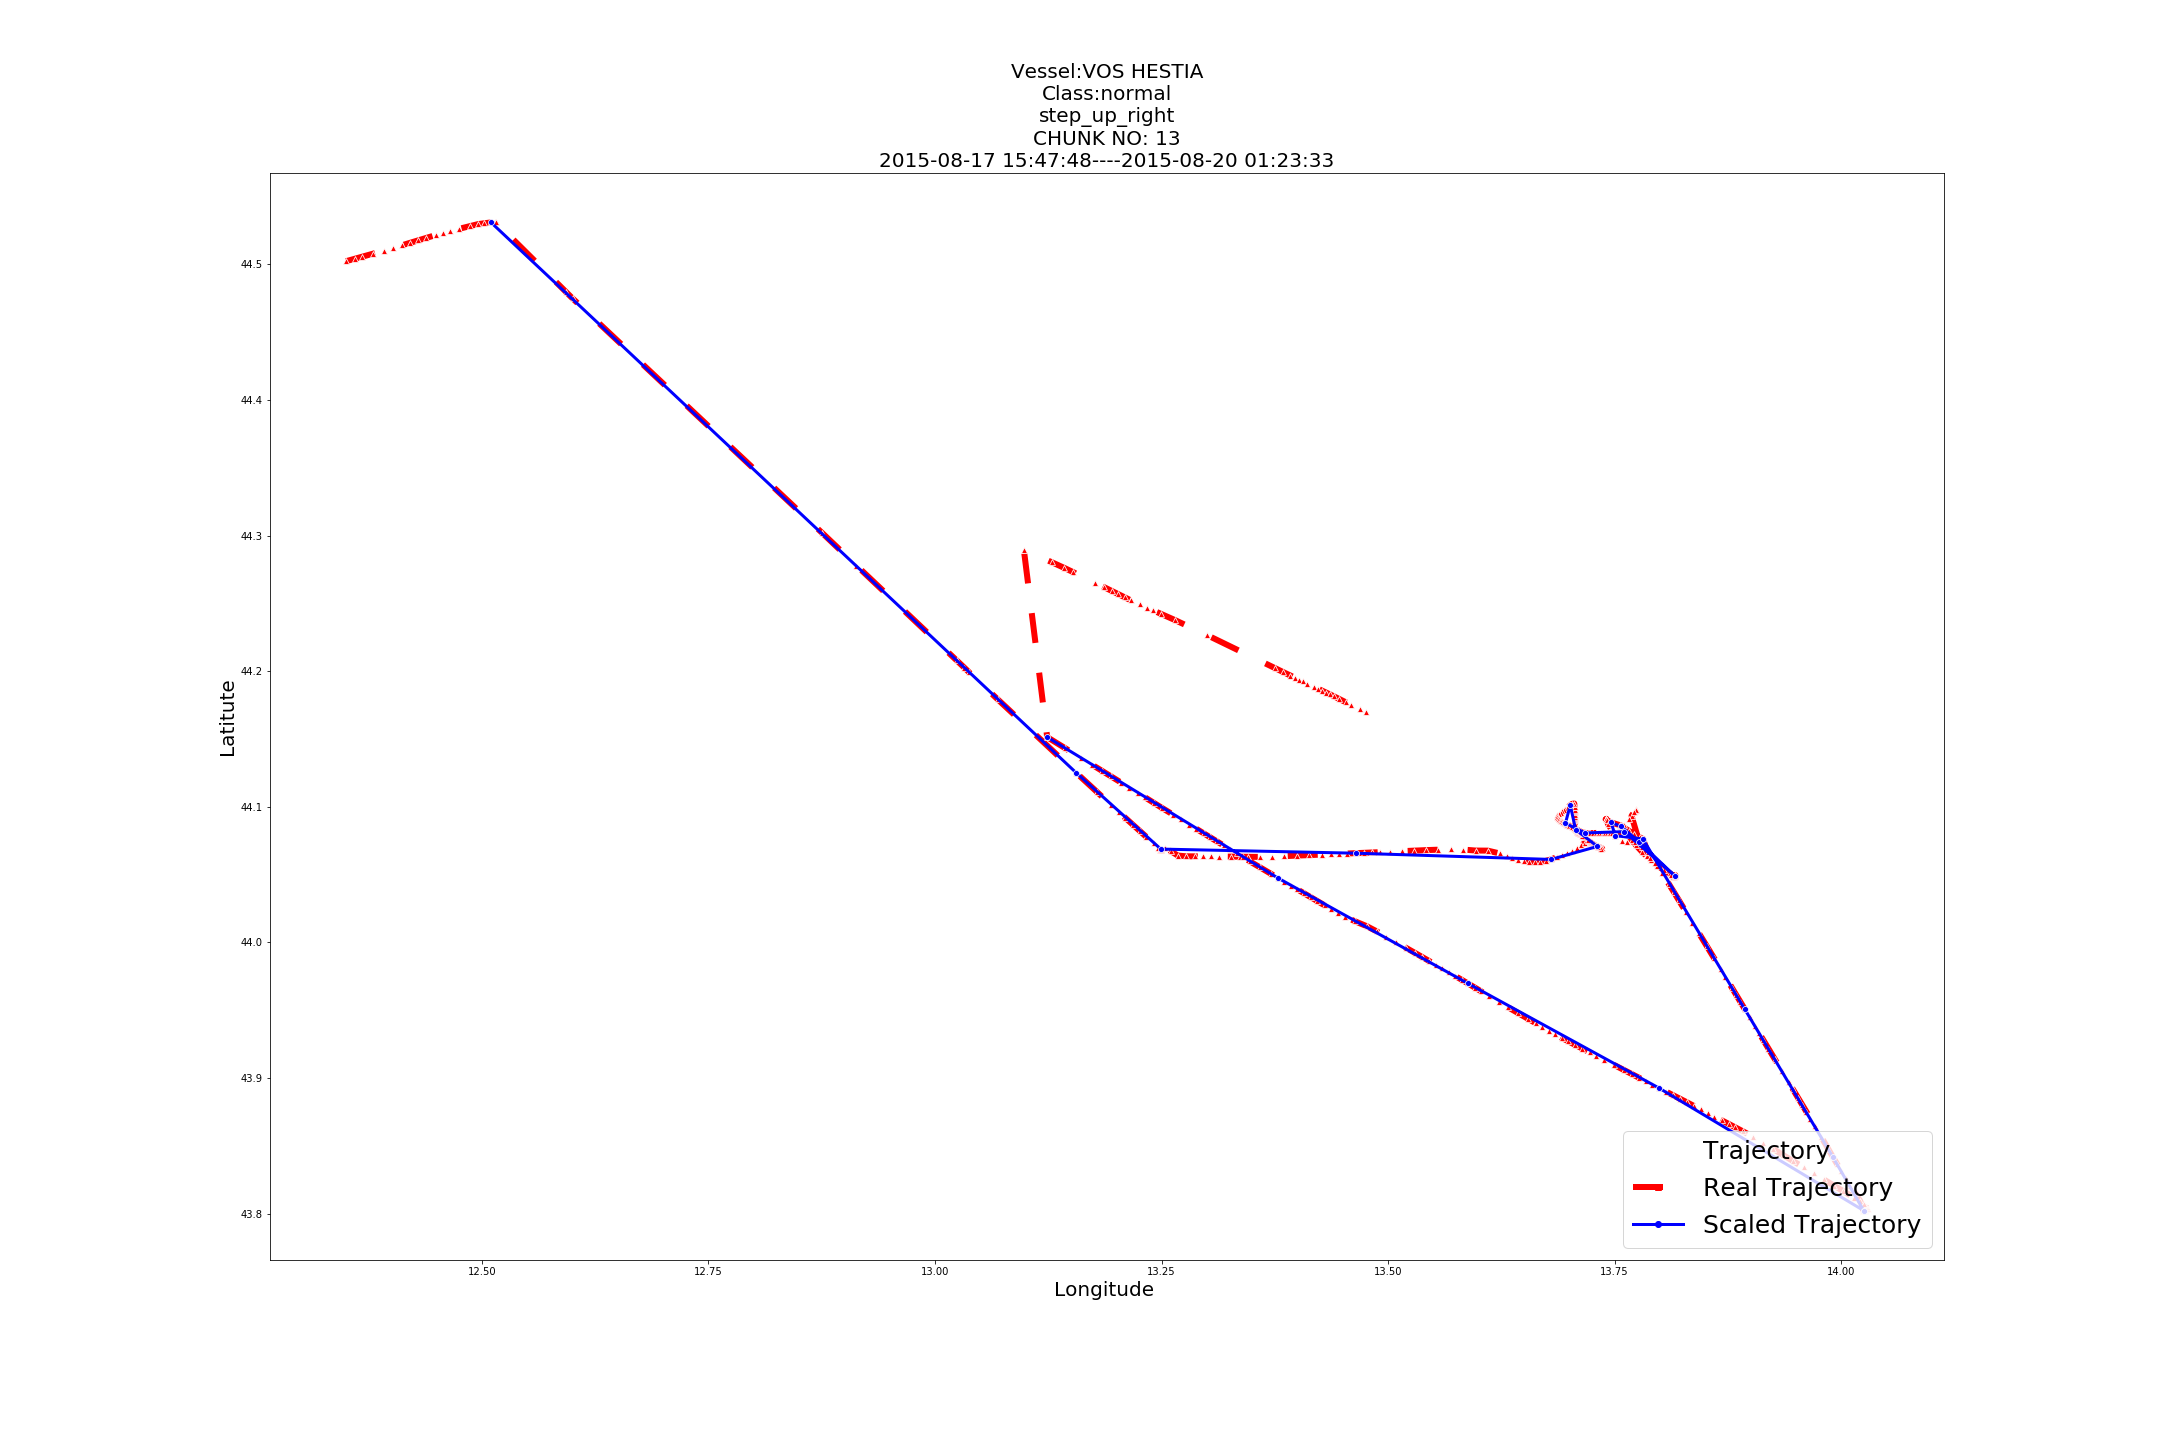 Vessel:VOS HESTIA
Class:normal
step_up_right
CHUNK NO: 13
2015-08-17 15:47:48----2015-08-20 01:23:33
44.5
44.4
44.3
44.2
44.1
44.0
43.9
43.8
Latitute
12.50
12.75
13.00
13.25
13.50
13.75
14.00
Longitude
Trajectory
Real Trajectory
Scaled Trajectory